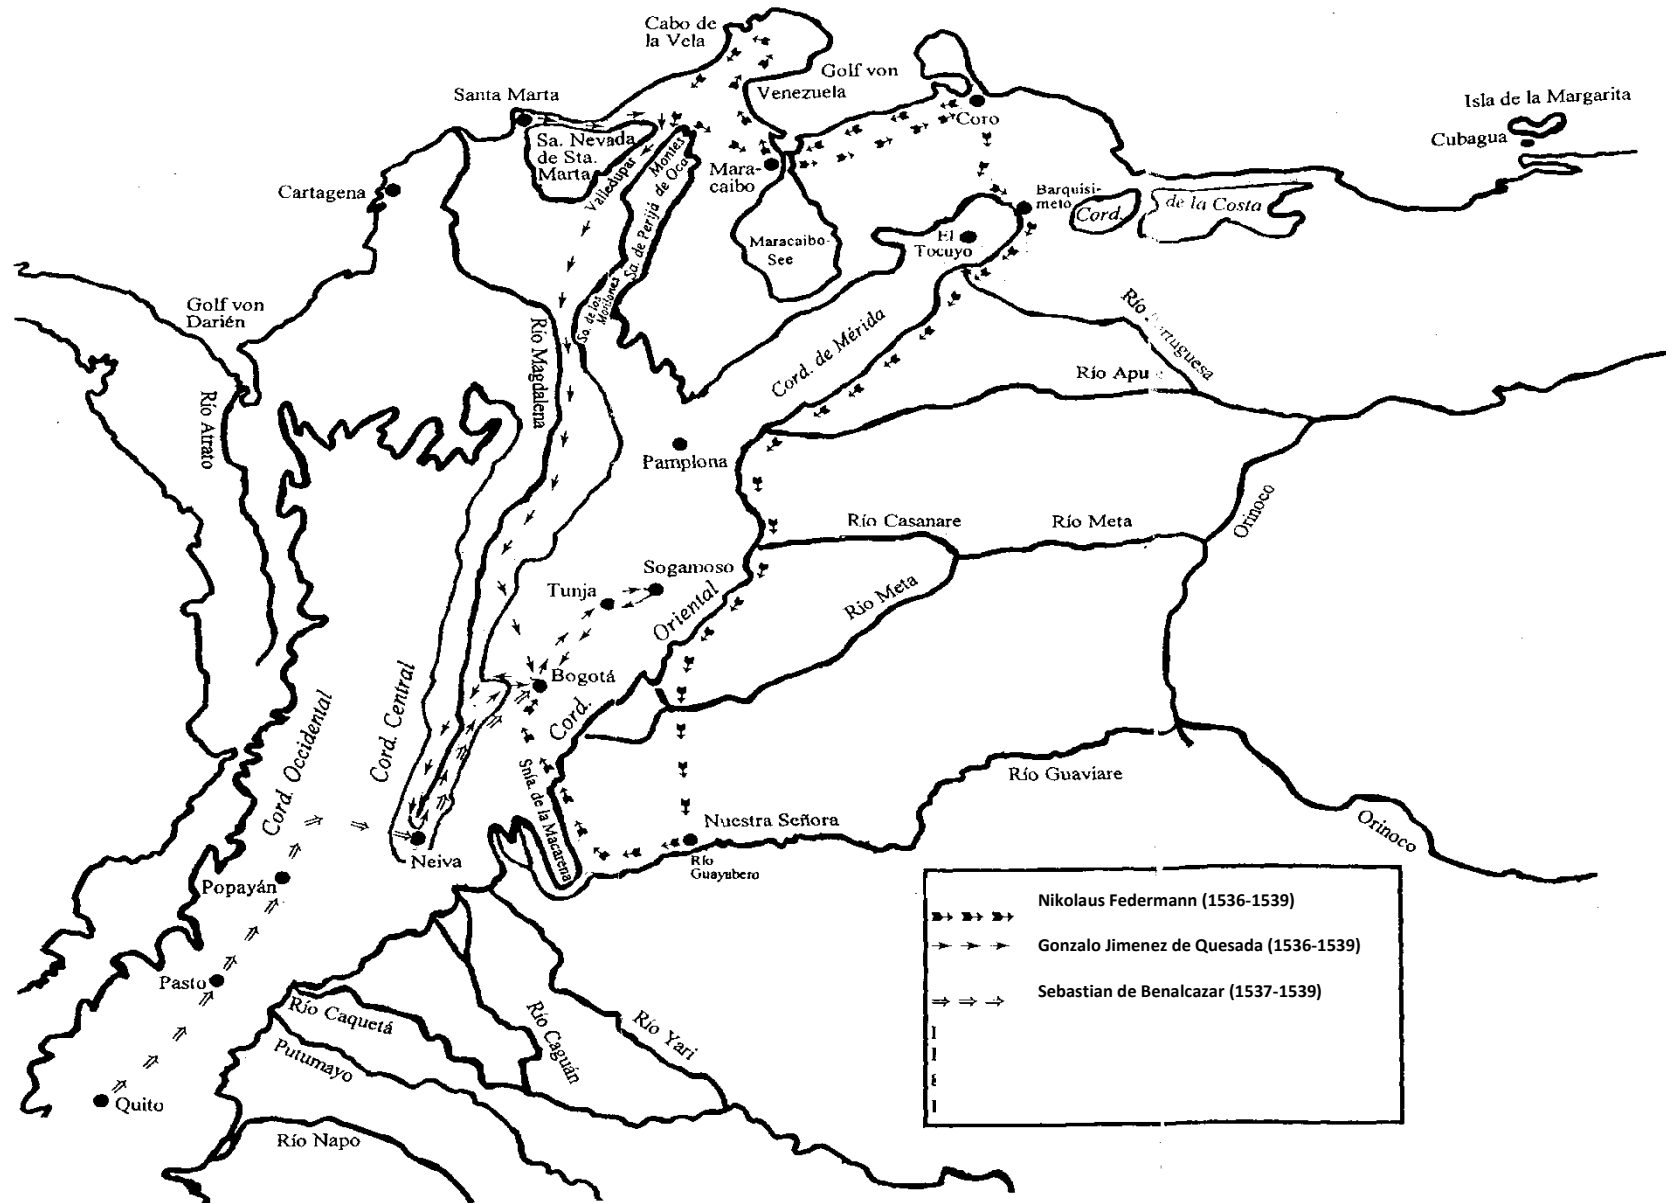 Cabo de
la Vela
Golf von
Venezuela
Santa Marta
Coro
Isla de la Margarita
Cubagua
Sa. Nevada
de Sta.
Marta
Valledupar
Montes
de Oca
Sa. de Perijá
Sa. de los
Motilones
Mara-
caibo
Cartagena
Barquisi-
meto
Cord.
de la Costa
El
Tocuyo
Maracaibo-
See
Golf von
Darién
Río Atrato
Río Magdalena
Cord. de Mérida
Río
Río Apu
Pamplona
Río Casanare
Río Meta
Orinoco
Sogamoso
Tunja
Oriental
Río Meta
Bogotá
Cord.
Cord. Central
Cord. Occidental
Snía. de la Macarena
Río Guaviare
Nuestra Señora
Río
Guayabero
Orinoco
Neiva
Popayán
Pasto
Quito
Río Caquetá
Putumayo
Río Napo
Río Caguán
Río Yari
Nikolaus Federmann (1536-1539)
Gonzalo Jimenez de Quesada (1536-1539)
Sebastian de Benalcazar (1537-1539)